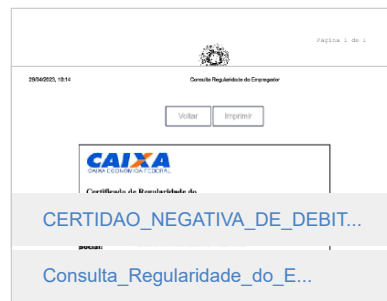 Página 1 de 1
29/04/2023, 10:14 Consulta Regularidade do Empregador
Voltar Imprimir
CAIXA
CAIXA ECONÔMICA FEDERAL
Certificado de Regularidade do
CERTIDAO_NEGATIVA_DE_DEBIT...
Social:
Consulta_Regularidade_do_E...